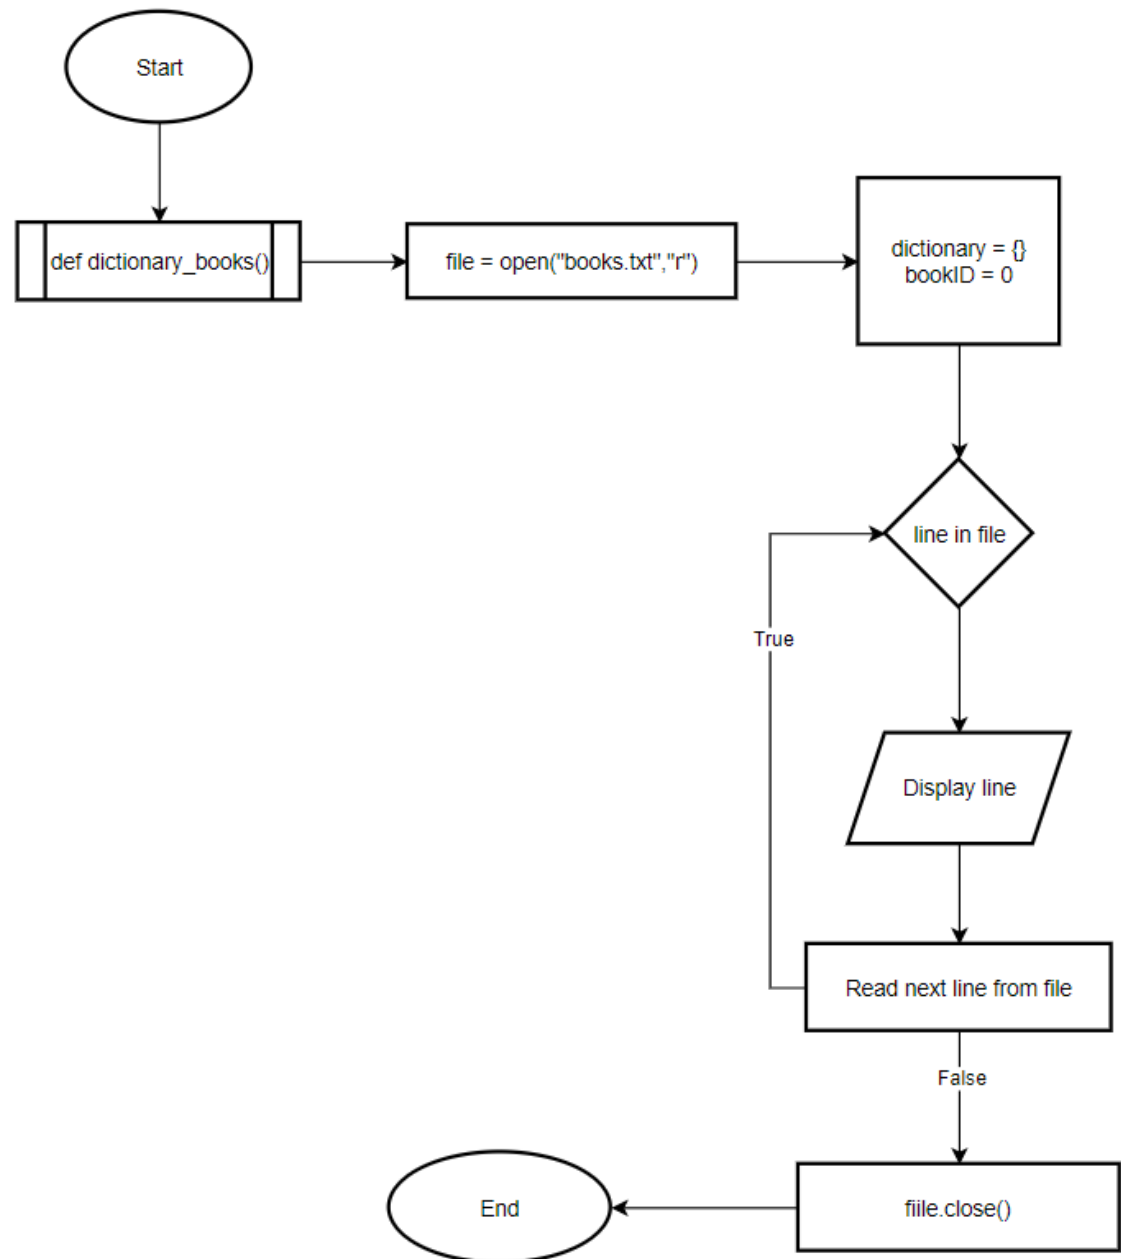 Start
def dictionary_books()
file = open("books.txt","r")
dictionary = {}
bookID = 0
line in file
True
Display line
Read next line from file
False
fiile.close()
End